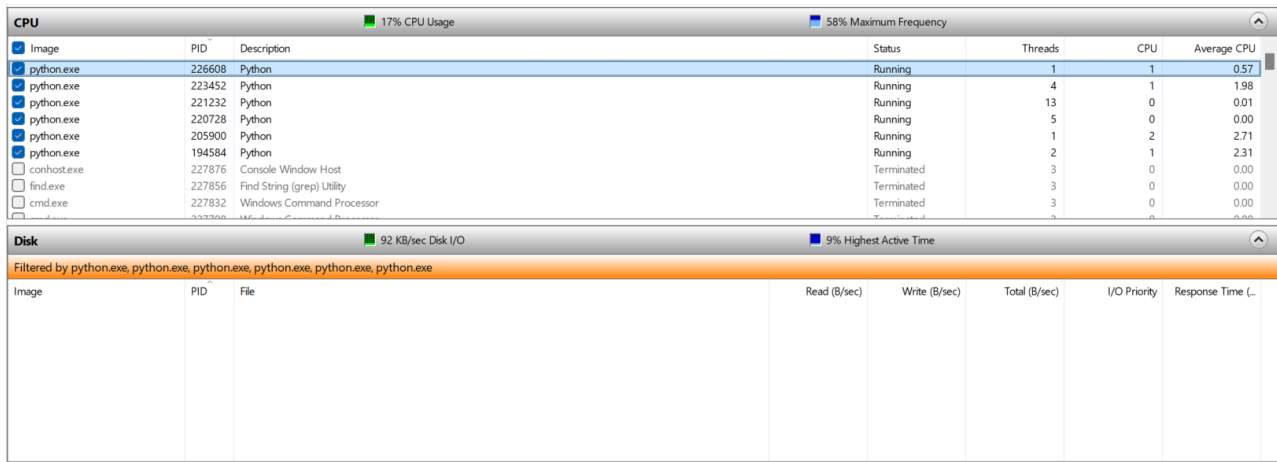 CPU 17% CPU Usage 58% Maximum Frequency
Image PID Description Status Threads CPU Average CPU
python.exe 226608 Python Running 1 1 0.57
python.exe 223452 Python Running 4 1 1.98
python.exe 221232 Python Running 13 0 0.01
python.exe 220728 Python Running 5 0 0.00
python.exe 205900 Python Running 1 2 2.71
python.exe 194584 Python Running 2 1 2.31
conhost.exe 227876 Console Window Host Terminated 3 0 0.00
find.exe 227856 Find String (grep) Utility Terminated 3 0 0.00
cmd.exe 227832 Windows Command Processor Terminated 3 0 0.00
Disk 92 KB/sec Disk I/O 9% Highest Active Time
Filtered by python.exe, python.exe, python.exe, python.exe, python.exe, python.exe
Image PID File Read (B/sec) Write (B/sec) Total (B/sec) I/O Priority Response Time (...